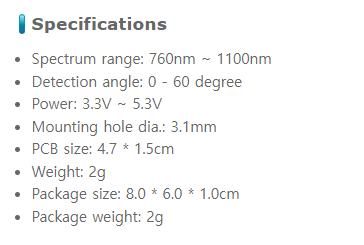 Specifications
Spectrum range: 760nm ~ 1100nm
Detection angle: 0 - 60 degree
Power: 3.3V ~ 5.3V
Mounting hole dia.: 3.1mm
PCB size: 4.7 * 1.5cm
Weight: 2g
Package size: 8.0 * 6.0 * 1.0cm
Package weight: 2g